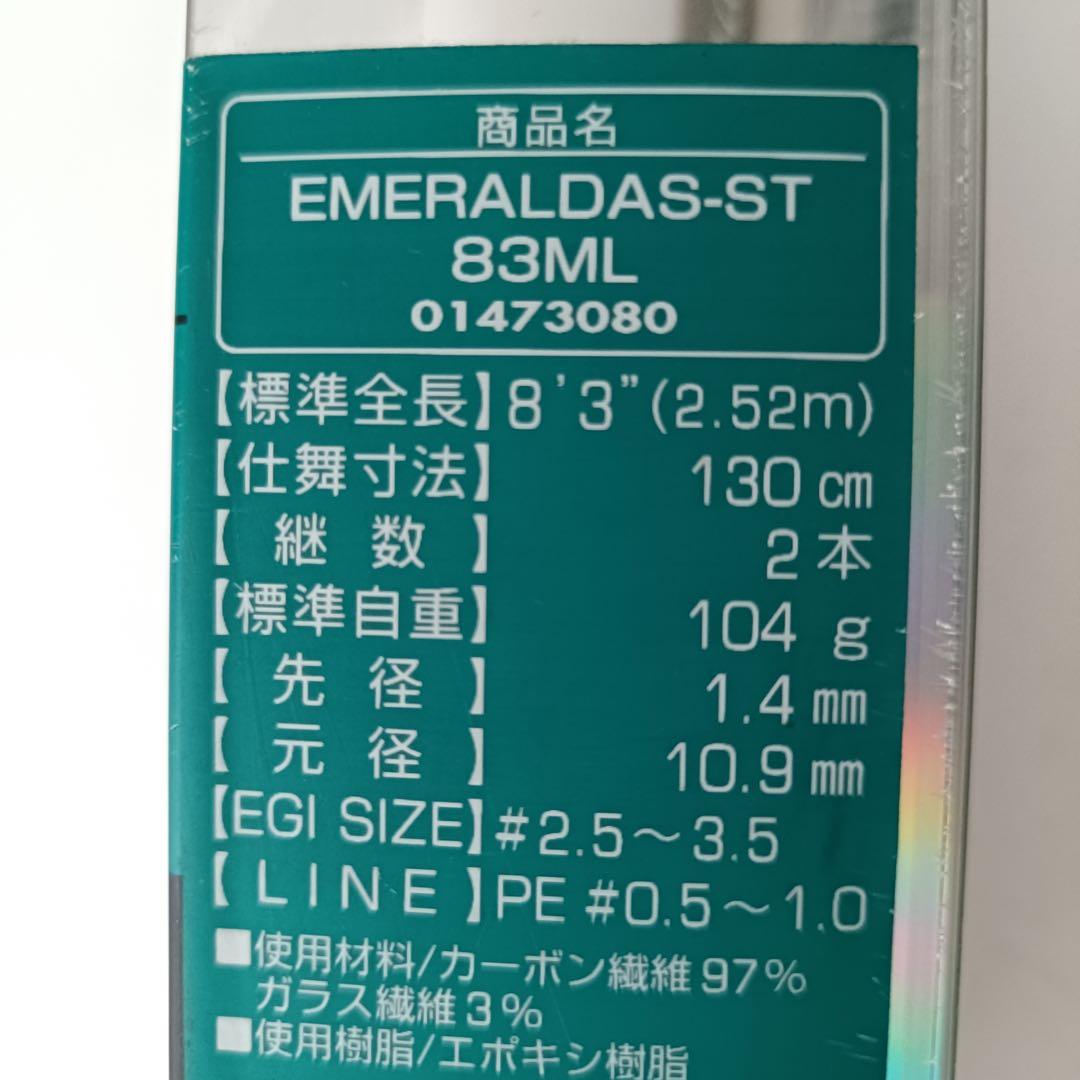 商品名
EMERALDAS-ST
83ML
01473080
【標準全長】8'3"(2.52m)
【仕舞寸法】 130㎝
【 継 数 】 2本
【標準自重】 104 g
【 先 径 】 1.4㎜
【 元 径 】 10.9㎜
【EGI SIZE】#2.5～3.5
【 LINE 】PE #0.5～1.0
■使用材料/カーボン繊維97%
ガラス繊維3%
■使用樹脂/エポキシ樹脂